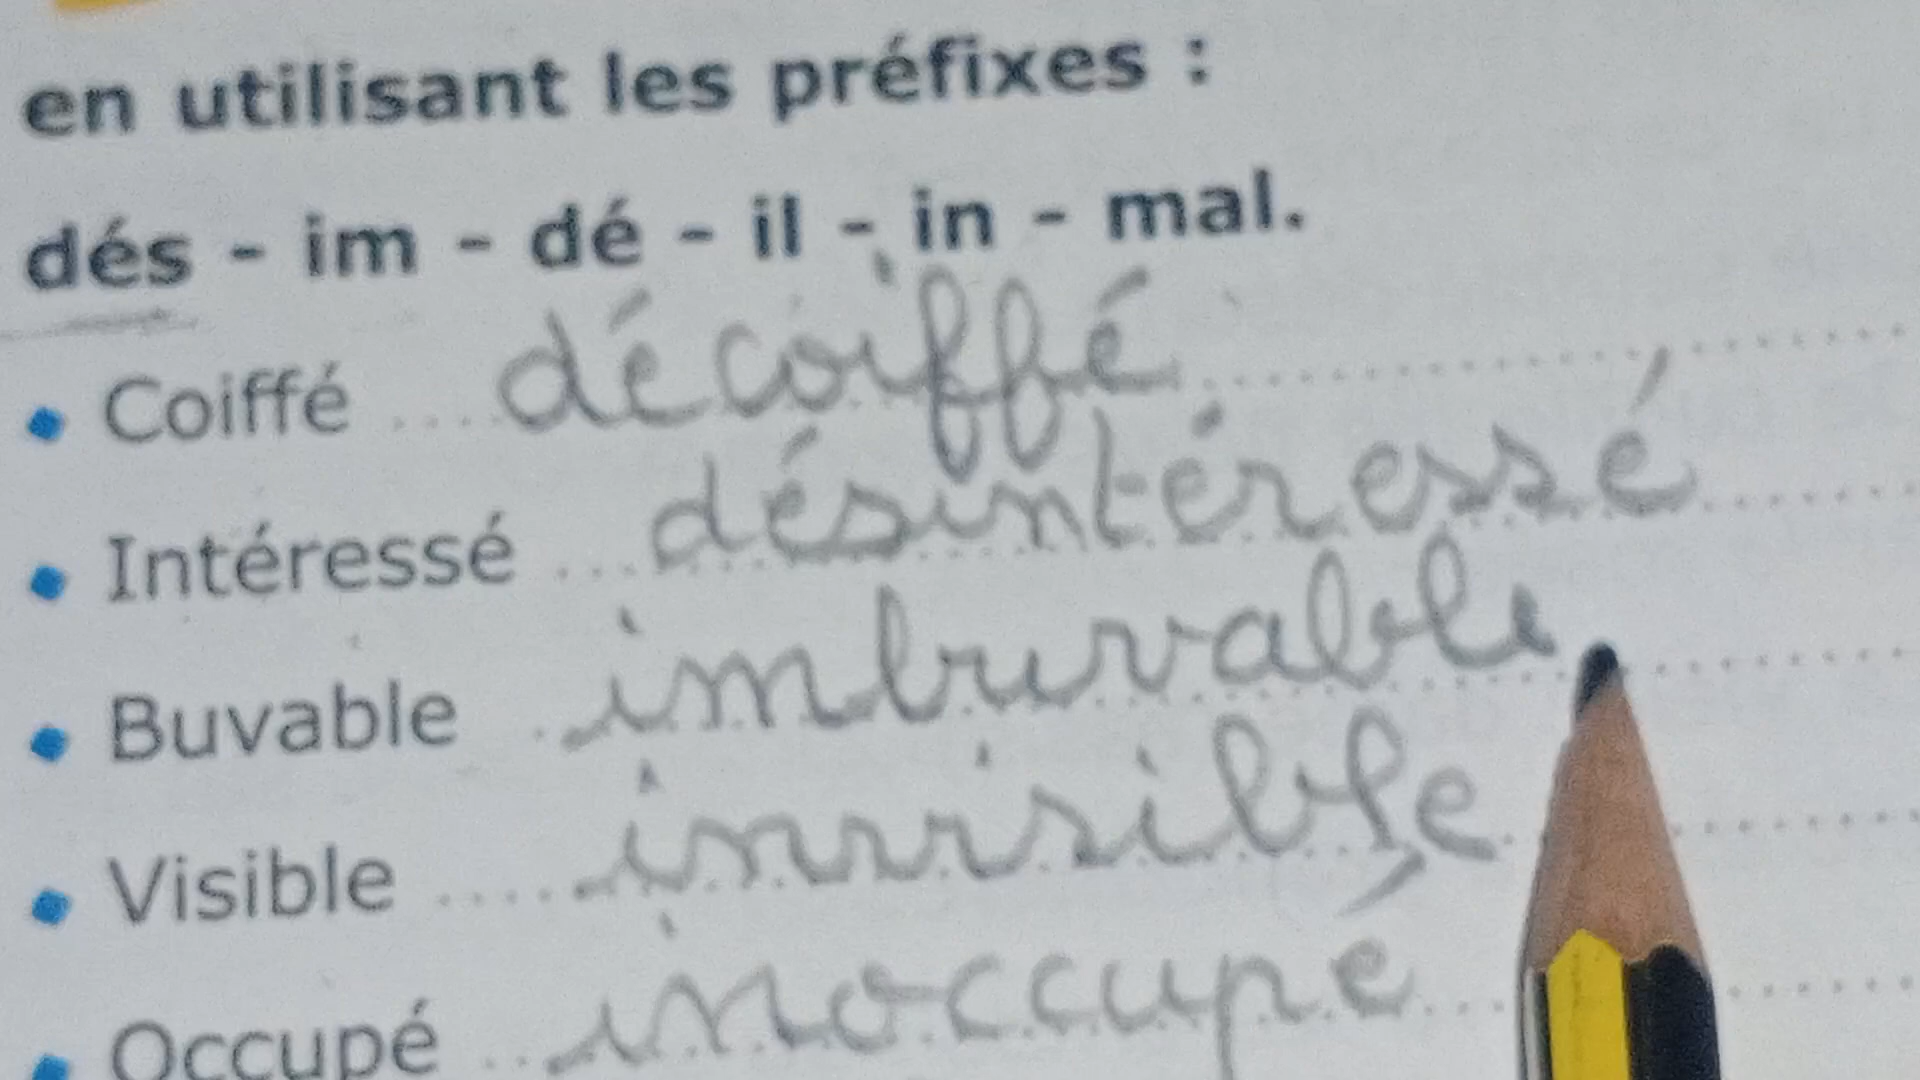 en utilisant les préfixes :
dés - im - dé - il - in - mal.
• Coiffé ... décoiffé
• Intéressé ... désintéressé
• Buvable ... imbuvable
• Visible ... invisible
• Occupé ... inoccupé